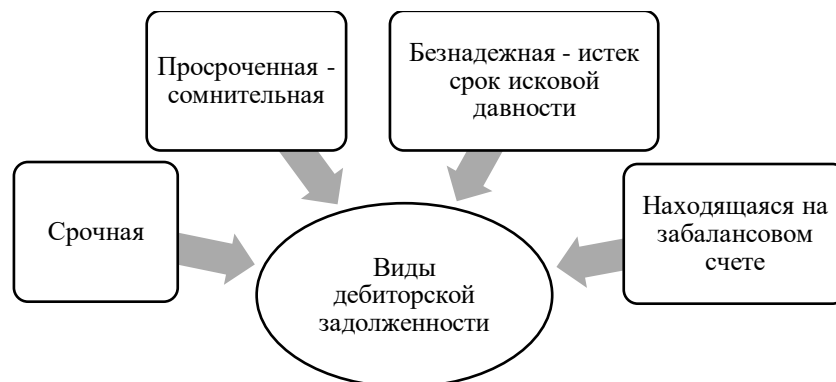 Просроченная -
сомнительная
Безнадежная - истек
срок исковой
давности
Срочная
Находящаяся на
забалансовом
счете
Виды
дебиторской
задолженности